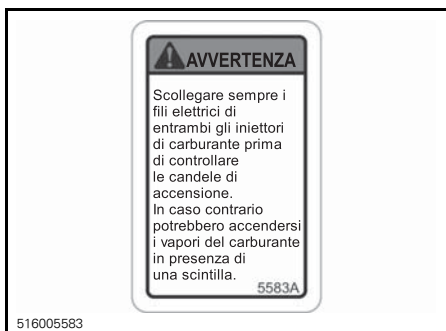 AVVERTENZA
Scollegare sempre i
fili elettrici di
entrambi gli iniettori
di carburante prima
di controllare
le candele di
accensione.
In caso contrario
potrebbero accendersi
i vapori del carburante
in presenza di
una scintilla.
5583A
516005583